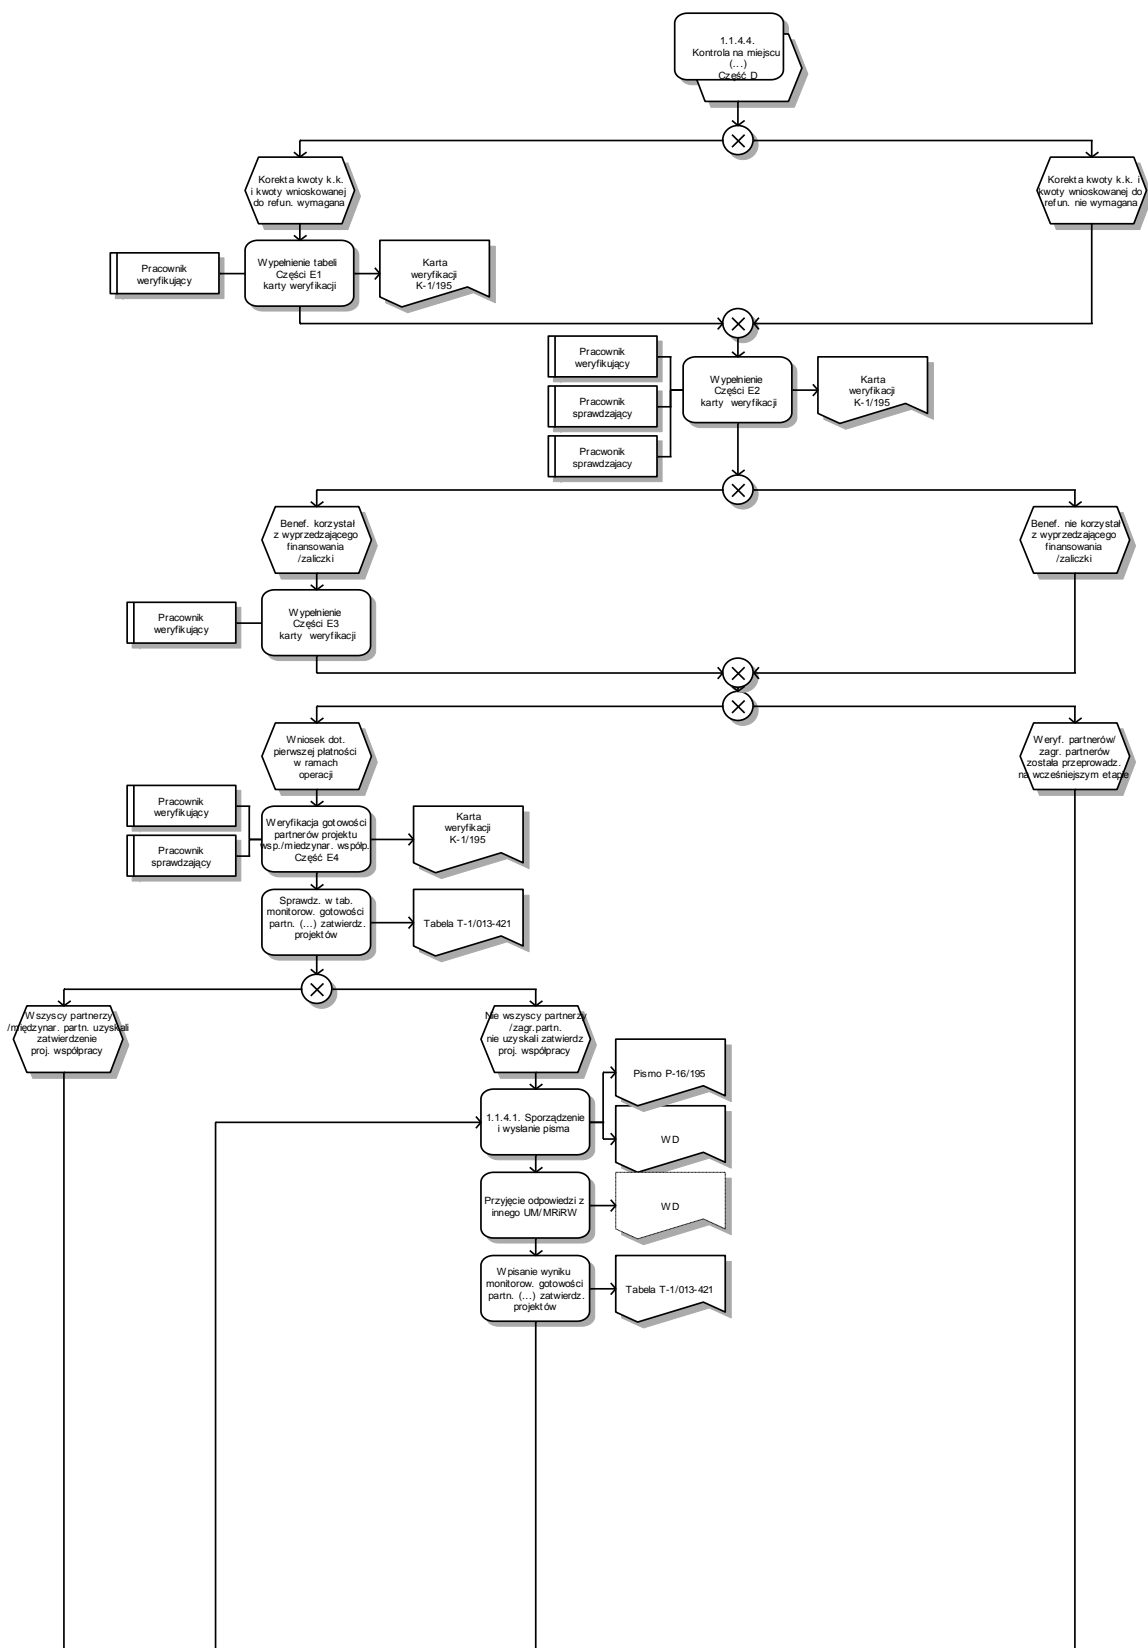 1.1.4.4.
Kontrola na miejscu
(...)
Część D
Korekta kwoty k.k.
i kwoty wnioskowanej
do refun. wymagana
Korekta kwoty k.k. i
kwoty wnioskowanej do
refun. nie wymagana
Pracownik
weryfikujący
Wypełnienie tabeli
Części E1
karty weryfikacji
Karta
weryfikacji
K-1/195
Pracownik
weryfikujący
Pracownik
sprawdzający
Pracwonik
sprawdzajacy
Wypełnienie
Części E2
karty weryfikacji
Karta
weryfikacji
K-1/195
Benef. korzystał
z wyprzedzającego
finansowania
/zaliczki
Benef. nie korzystał
z wyprzedzającego
finansowania
/zaliczki
Pracownik
weryfikujący
Wypełnienie
Części E3
karty weryfikacji
Wniosek dot.
pierwszej płatności
w ramach
operacji
Weryf. partnerów/
zagr. partnerów
została przeprowadz.
na wcześniejszym etapie
Pracownik
weryfikujący
Pracownik
sprawdzający
Weryfikacja gotowości
partnerów projektu
wsp./miedzynar. współp.
Część E4
Karta
weryfikacji
K-1/195
Sprawdz. w tab.
monitorow. gotowości
partn. (...) zatwierdz.
projektów
Tabela T-1/013-421
Wszyscy partnerzy
/międzynar. partn. uzyskali
zatwierdzenie
proj. współpracy
Nie wszyscy partnerzy
/zagr.partn.
nie uzyskali zatwierdz
proj. współpracy
Pismo P-16/195
1.1.4.1. Sporządzenie
i wysłanie pisma
WD
Przyjęcie odpowiedzi z
innego UM/MRiRW
WD
Wpisanie wyniku
monitorow. gotowości
partn. (...) zatwierdz.
projektów
Tabela T-1/013-421